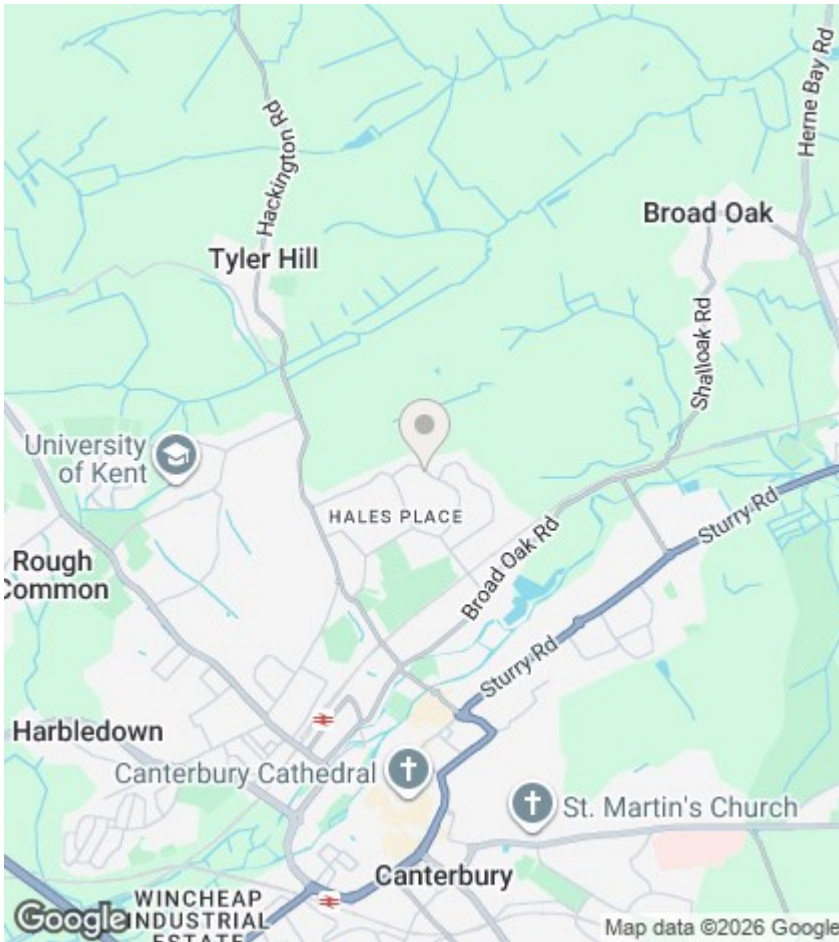 Herne Bay Rd
Hackington Rd
Broad Oak
Tyler Hill
Shalloak Rd
University
of Kent
HALES PLACE
Sturry Rd
Broad Oak Rd
Rough
Common
Sturry Rd
Harbledown
Canterbury Cathedral
St. Martin's Church
Canterbury
WINCHEAP
INDUSTRIAL
ESTATE
Google
Map data ©2026 Google